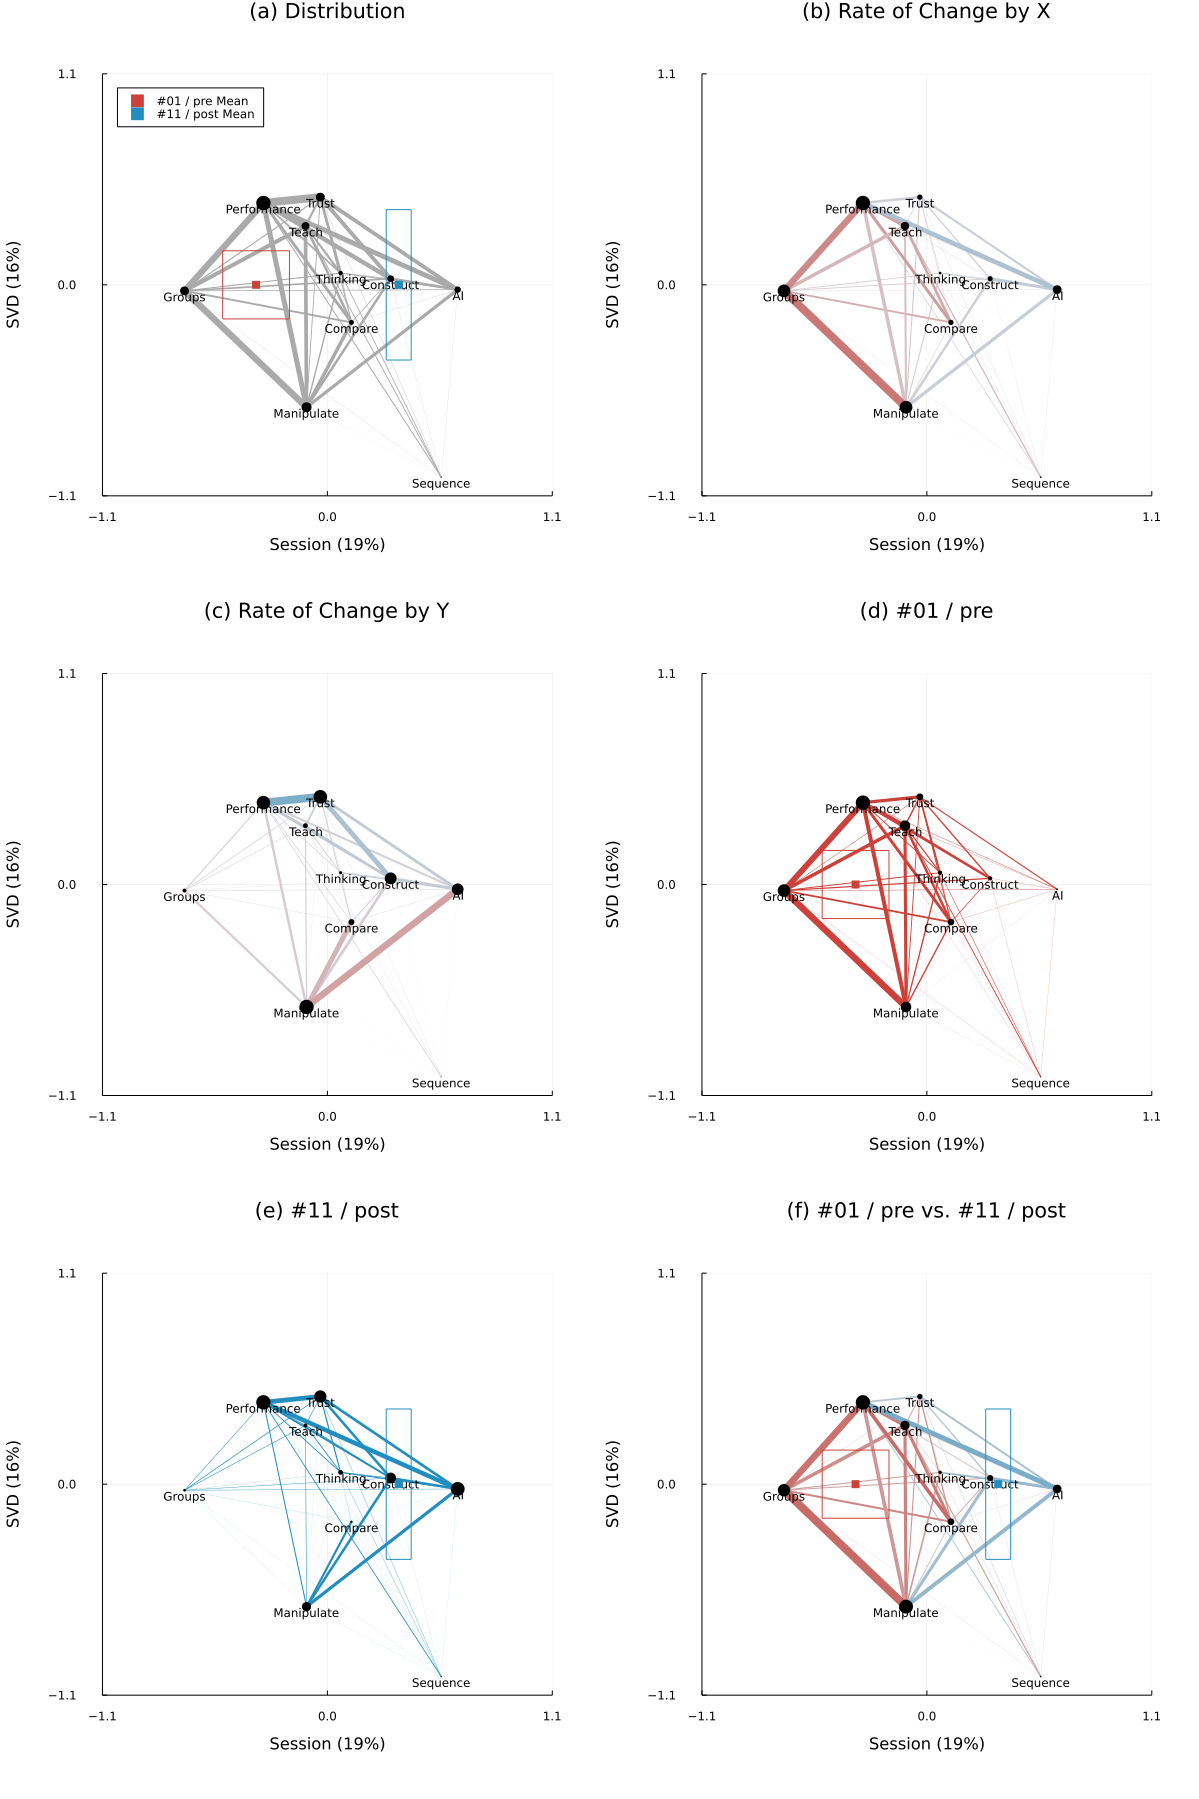 (a) Distribution
1.1
#01 / pre Mean
#11 / post Mean
Performance
Trust
Teach
SVD (16%)
0.0
Groups
Thinking
Construct
AI
Compare
Manipulate
Sequence
−1.1
−1.1
0.0
1.1
Session (19%)
(b) Rate of Change by X
1.1
Performance
Trust
Teach
SVD (16%)
0.0
Groups
Thinking
Construct
AI
Compare
Manipulate
Sequence
−1.1
−1.1
0.0
1.1
Session (19%)
(c) Rate of Change by Y
1.1
Performance
Trust
Teach
SVD (16%)
0.0
Groups
Thinking
Construct
AI
Compare
Manipulate
Sequence
−1.1
−1.1
0.0
1.1
Session (19%)
(d) #01 / pre
1.1
Performance
Trust
Teach
SVD (16%)
0.0
Groups
Thinking
Construct
AI
Compare
Manipulate
Sequence
−1.1
−1.1
0.0
1.1
Session (19%)
(e) #11 / post
1.1
Performance
Trust
Teach
SVD (16%)
0.0
Groups
Thinking
Construct
AI
Compare
Manipulate
Sequence
−1.1
−1.1
0.0
1.1
Session (19%)
(f) #01 / pre vs. #11 / post
1.1
Performance
Trust
Teach
SVD (16%)
0.0
Groups
Thinking
Construct
AI
Compare
Manipulate
Sequence
−1.1
−1.1
0.0
1.1
Session (19%)